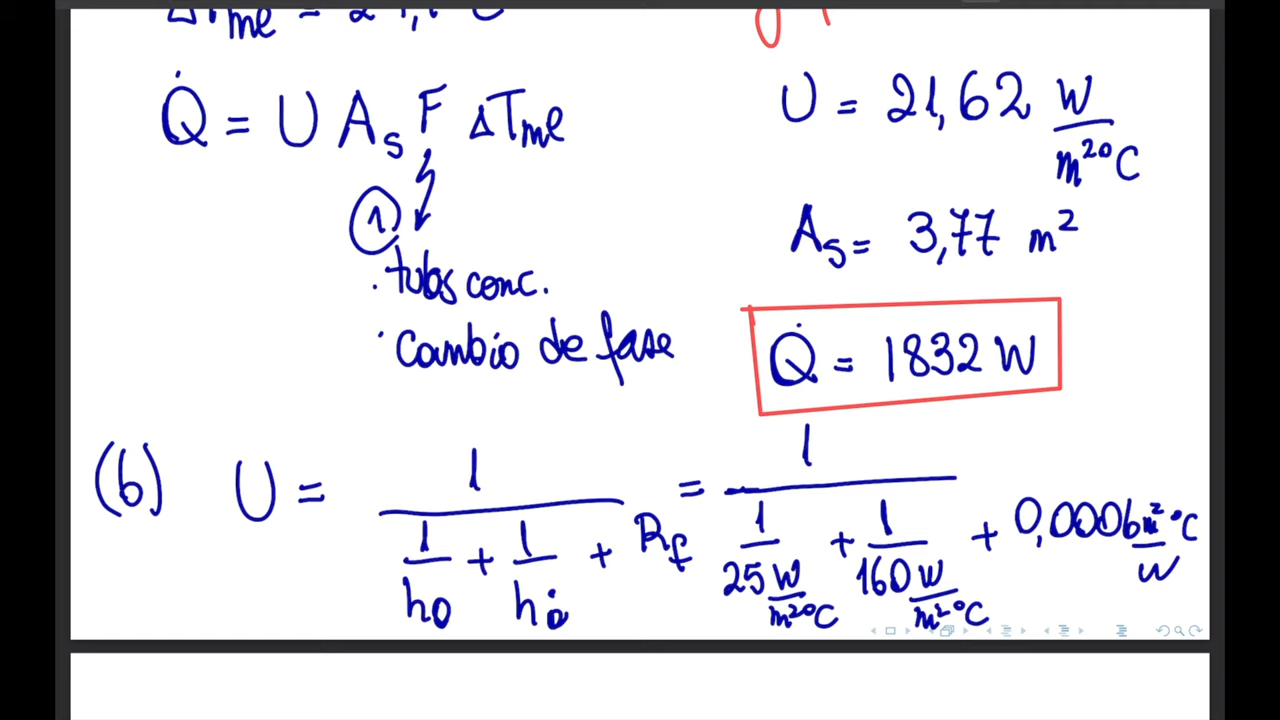 Q̇ = U A_s F ΔT_ml
1
. tubs conc.
. cambio de fase
U = 21,62 W/m²°C
A_s = 3,77 m²
Q̇ = 1832 W
(b) U = 1/(1/h_o + 1/h_i + R_f) = 1/(1/(25 W/m²°C) + 1/(160 W/m²°C) + 0,0006 m²°C/W)